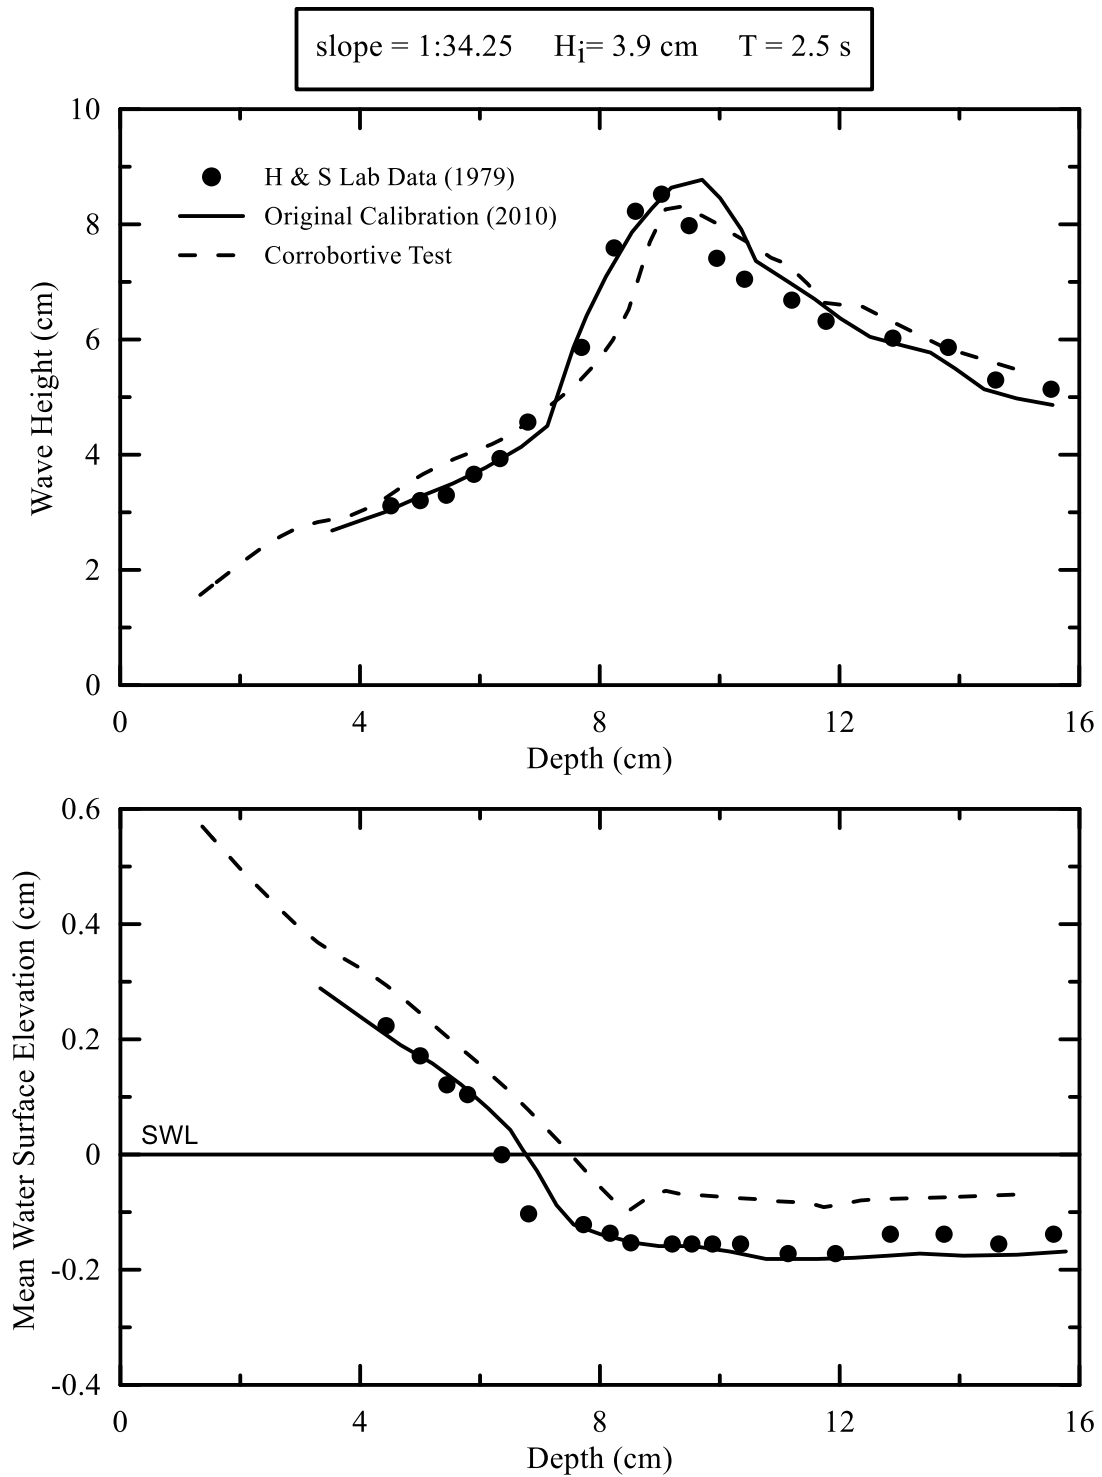 slope = 1:34.25 Hi= 3.9 cm T = 2.5 s
10
H & S Lab Data (1979)
8
Original Calibration (2010)
Corrobortive Test
Wave Height (cm)
6
4
2
0
0 4 8 12 16
Depth (cm)
0.6
Mean Water Surface Elevation (cm)
0.4
0.2
SWL
0
-0.2
-0.4
0 4 8 12 16
Depth (cm)